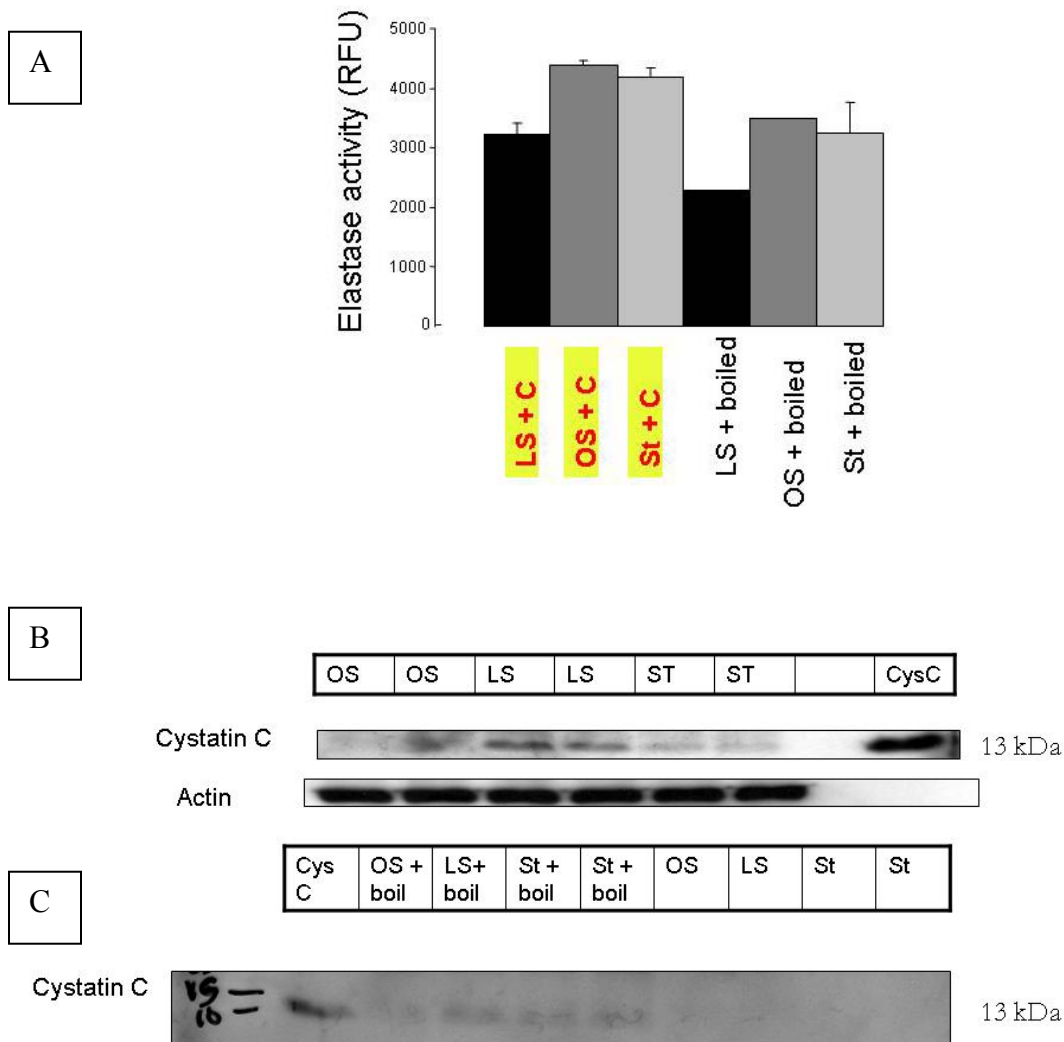 A
Elastase activity (RFU)
5000
4000
3000
2000
1000
0
LS + C
OS + C
St + C
LS + boiled
OS + boiled
St + boiled
B
OS OS LS LS ST ST CysC
Cystatin C
13 kDa
Actin
C
Cys C
OS + boil
LS+ boil
St + boil
St + boil
OS
LS
St
St
Cystatin C
15
10
13 kDa